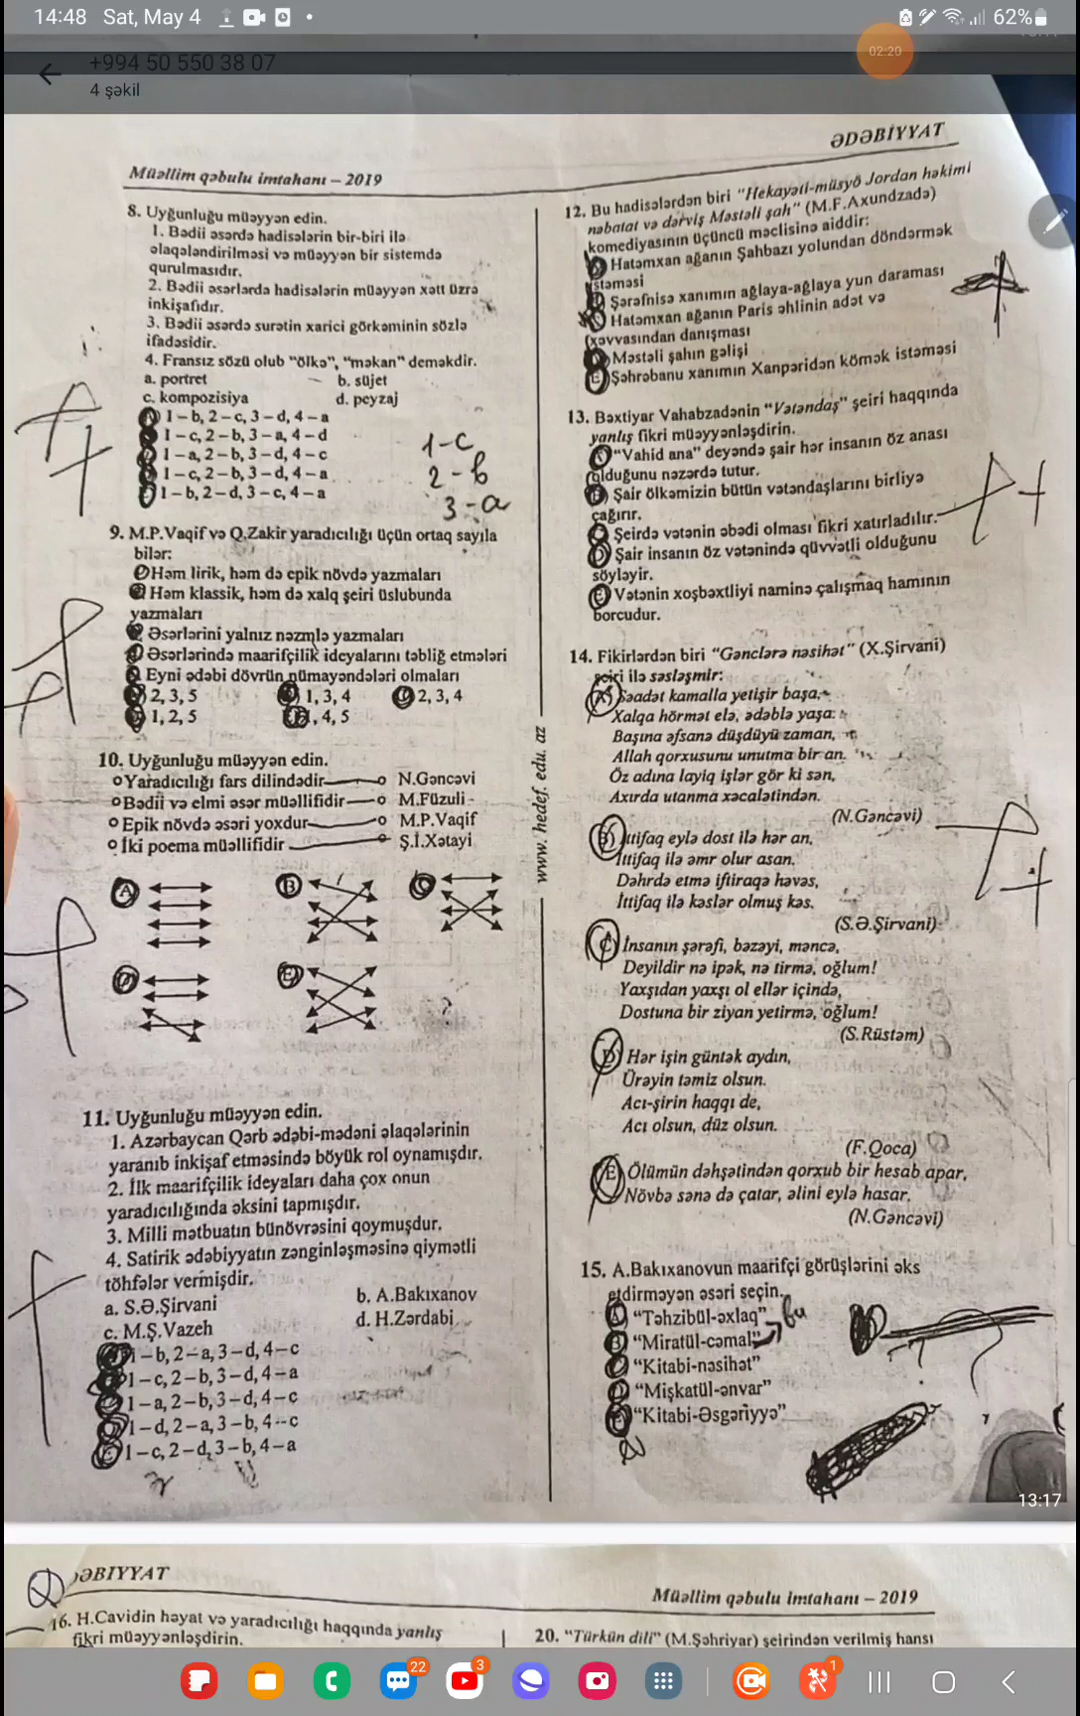 14:48 Sat, May 4
62%
02:20
+994 50 550 38 07
4 şəkil
ƏDƏBİYYAT
Müəllim qəbulu imtahanı – 2019
8. Uyğunluğu müəyyən edin.
1. Bədii əsərdə hadisələrin bir-biri ilə
əlaqələndirilməsi və müəyyən bir sistemdə
qurulmasıdır.
2. Bədii əsərlərdə hadisələrin müəyyən xətt üzrə
inkişafıdır.
3. Bədii əsərdə surətin xarici görkəminin sözlə
ifadəsidir.
4. Fransız sözü olub "ölkə", "məkan" deməkdir.
a. portret b. süjet
c. kompozisiya d. peyzaj
A) 1 – b, 2 – c, 3 – d, 4 – a
1 – c, 2 – b, 3 – a, 4 – d
1 – a, 2 – b, 3 – d, 4 – c
1 – c, 2 – b, 3 – d, 4 – a
1 – b, 2 – d, 3 – c, 4 – a
1 - c
2 - b
3 - a
9. M.P.Vaqif və Q.Zakir yaradıcılığı üçün ortaq sayıla
bilər:
Həm lirik, həm də epik növdə yazmaları
Həm klassik, həm də xalq şeiri üslubunda
yazmaları
Əsərlərini yalnız nəzmlə yazmaları
Əsərlərində maarifçilik ideyalarını təbliğ etmələri
Eyni ədəbi dövrün nümayəndələri olmaları
2, 3, 5 1, 3, 4 2, 3, 4
1, 2, 5 1, 4, 5
10. Uyğunluğu müəyyən edin.
Yaradıcılığı fars dilindədir N.Gəncəvi
Bədii və elmi əsər müəllifidir M.Füzuli
Epik növdə əsəri yoxdur M.P.Vaqif
İki poema müəllifidir Ş.İ.Xətayi
A B C
D E
11. Uyğunluğu müəyyən edin.
1. Azərbaycan Qərb ədəbi-mədəni əlaqələrinin
yaranıb inkişaf etməsində böyük rol oynamışdır.
2. İlk maarifçilik ideyaları daha çox onun
yaradıcılığında əksini tapmışdır.
3. Milli mətbuatın bünövrəsini qoymuşdur.
4. Satirik ədəbiyyatın zənginləşməsinə qiymətli
töhfələr vermişdir.
a. S.Ə.Şirvani b. A.Bakıxanov
c. M.Ş.Vazeh d. H.Zərdabi
1 – b, 2 – a, 3 – d, 4 – c
1 – c, 2 – b, 3 – d, 4 – a
1 – a, 2 – b, 3 – d, 4 – c
1 – d, 2 – a, 3 – b, 4 – c
1 – c, 2 – d, 3 – b, 4 – a
www. hedef. edu. az
12. Bu hadisələrdən biri "Hekayəti-müsyö Jordan həkimi
nəbatat və dərviş Məstəli şah" (M.F.Axundzadə)
komediyasının üçüncü məclisinə aiddir:
Hatəmxan ağanın Şahbazı yolundan döndərmək
istəməsi
Şərəfnisə xanımın ağlaya-ağlaya yun daraması
Hatəmxan ağanın Paris əhlinin adət və
xəvvasından danışması
Məstəli şahın gəlişi
E) Şəhrəbanu xanımın Xanpəridən kömək istəməsi
13. Bəxtiyar Vahabzadənin "Vətəndaş" şeiri haqqında
yanlış fikri müəyyənləşdirin.
"Vahid ana" deyəndə şair hər insanın öz anası
olduğunu nəzərdə tutur.
Şair ölkəmizin bütün vətəndaşlarını birliyə
çağırır.
Şeirdə vətənin əbədi olması fikri xatırladılır.
D) Şair insanın öz vətənində qüvvətli olduğunu
söyləyir.
E) Vətənin xoşbəxtliyi naminə çalışmaq hamının
borcudur.
14. Fikirlərdən biri "Gənclərə nəsihət" (X.Şirvani)
şeiri ilə səsləşmir:
A) Səadət kamalla yetişir başa.
Xalqa hörmət elə, ədəblə yaşa.
Başına əfsanə düşdüyü zaman,
Allah qorxusunu unutma bir an.
Öz adına layiq işlər gör ki sən,
Axırda utanma xəcalətindən.
(N.Gəncəvi)
B) İttifaq eylə dost ilə hər an,
İttifaq ilə əmr olur asan.
Dəhrdə etmə iftiraqə həvəs,
İttifaq ilə kəslər olmuş kəs.
(S.Ə.Şirvani)
C) İnsanın şərəfi, bəzəyi, məncə,
Deyildir nə ipək, nə tirmə, oğlum!
Yaxşıdan yaxşı ol ellər içində,
Dostuna bir ziyan yetirmə, oğlum!
(S.Rüstəm)
D) Hər işin güntək aydın,
Ürəyin təmiz olsun.
Acı-şirin haqqı de,
Acı olsun, düz olsun.
(F.Qoca)
E) Ölümün dəhşətindən qorxub bir hesab apar,
Növbə sənə də çatar, əlini eylə hasar.
(N.Gəncəvi)
15. A.Bakıxanovun maarifçi görüşlərini əks
etdirməyən əsəri seçin.
A) "Təhzibül-əxlaq"
bu
B) "Miratül-cəmal"
"Kitabi-nəsihət"
D) "Mişkatül-ənvar"
"Kitabi-Əsgəriyyə"
13:17
ƏBİYYAT
Müəllim qəbulu imtahanı – 2019
16. H.Cavidin həyat və yaradıcılığı haqqında yanlış
fikri müəyyənləşdirin.
20. "Türkün dili" (M.Şəhriyar) şeirindən verilmiş hansı
22
3
1